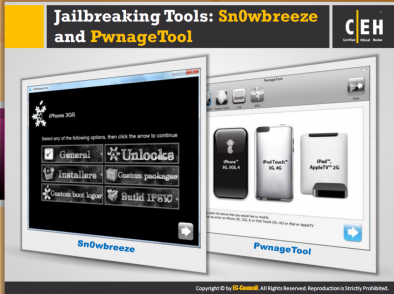 Jailbreaking Tools: Sn0wbreeze
and PwnageTool
C|EH
Certified Ethical Hacker
iPhone 3GS
Select any of the following options, then click the arrow to continue
General
Unlocks
Installers
Custom packages
Custom boot logos
Build IPSW
Sn0wbreeze
PwnageTool
iPhone™
3G, 3GS, 4
iPod Touch™
3G, 4G
iPad™,
AppleTV™ 2G
PwnageTool
Copyright © by EC-Council. All Rights Reserved. Reproduction is Strictly Prohibited.